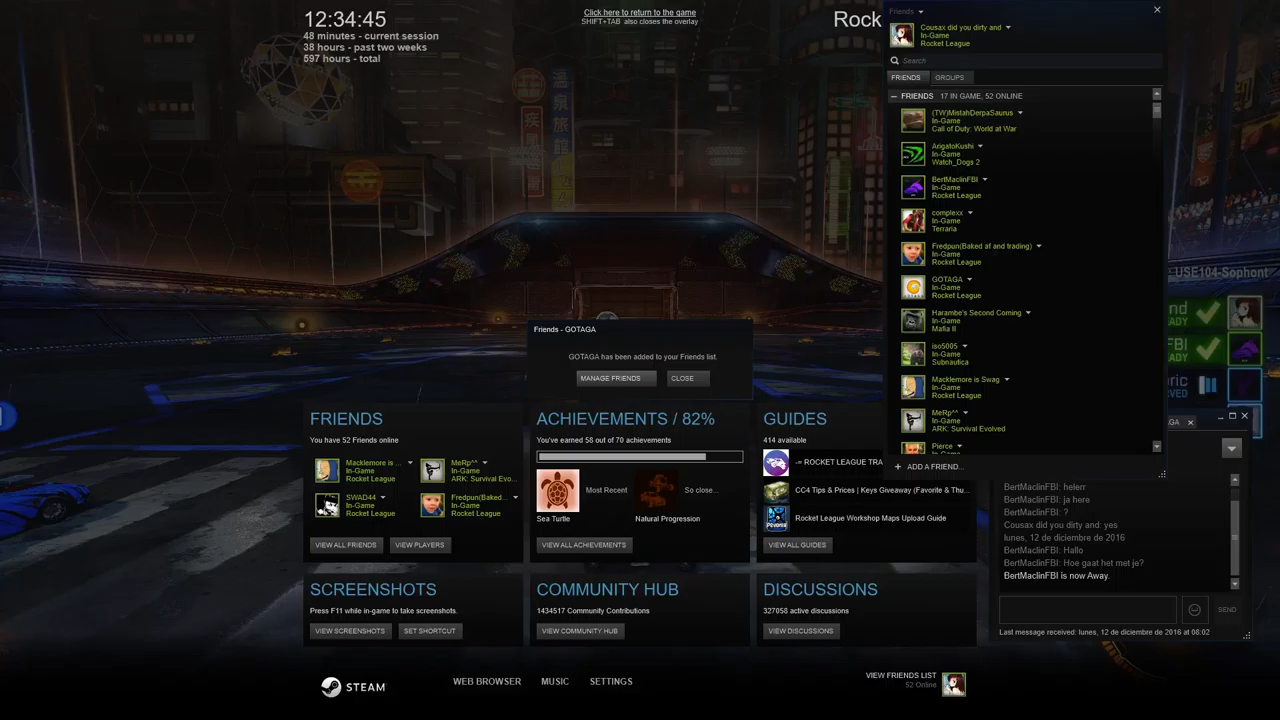 12:34:45
48 minutes - current session
38 hours - past two weeks
597 hours - total
Click here to return to the game
SHIFT+TAB also closes the overlay
Rock
Friends
Cousax did you dirty and
In-Game
Rocket League
Search
FRIENDS
GROUPS
FRIENDS 17 IN GAME, 52 ONLINE
(TW)MistahDerpaSaurus
In-Game
Call of Duty: World at War
ArigatoKushi
In-Game
Watch_Dogs 2
BertMaclinFBI
In-Game
Rocket League
complexx
In-Game
Terraria
Fredpun(Baked af and trading)
In-Game
Rocket League
GOTAGA
In-Game
Rocket League
Harambe's Second Coming
In-Game
Mafia II
iso5005
In-Game
Subnautica
Macklemore is Swag
In-Game
Rocket League
MeRp^^
In-Game
ARK: Survival Evolved
Pierce
+ ADD A FRIEND...
USE104-Sophont
Friends - GOTAGA
GOTAGA has been added to your Friends list.
MANAGE FRIENDS
CLOSE
FRIENDS
You have 52 Friends online
Macklemore is ...
In-Game
Rocket League
MeRp^^
In-Game
ARK: Survival Evo...
SWAD44
In-Game
Rocket League
Fredpun(Baked...
In-Game
Rocket League
VIEW ALL FRIENDS
VIEW PLAYERS
ACHIEVEMENTS / 82%
You've earned 58 out of 70 achievements
Most Recent
So close...
Sea Turtle
Natural Progression
VIEW ALL ACHIEVEMENTS
GUIDES
414 available
-= ROCKET LEAGUE TRA
CC4 Tips & Prices | Keys Giveaway (Favorite & Thu...
Rocket League Workshop Maps Upload Guide
VIEW ALL GUIDES
BertMaclinFBI: helerr
BertMaclinFBI: ja here
BertMaclinFBI: ?
Cousax did you dirty and: yes
lunes, 12 de diciembre de 2016
BertMaclinFBI: Hallo
BertMaclinFBI: Hoe gaat het met je?
BertMaclinFBI is now Away.
SEND
Last message received: lunes, 12 de diciembre de 2016 at 08:02
SCREENSHOTS
Press F11 while in-game to take screenshots.
VIEW SCREENSHOTS
SET SHORTCUT
COMMUNITY HUB
1434517 Community Contributions
VIEW COMMUNITY HUB
DISCUSSIONS
327058 active discussions
VIEW DISCUSSIONS
STEAM
WEB BROWSER
MUSIC
SETTINGS
VIEW FRIENDS LIST
52 Online